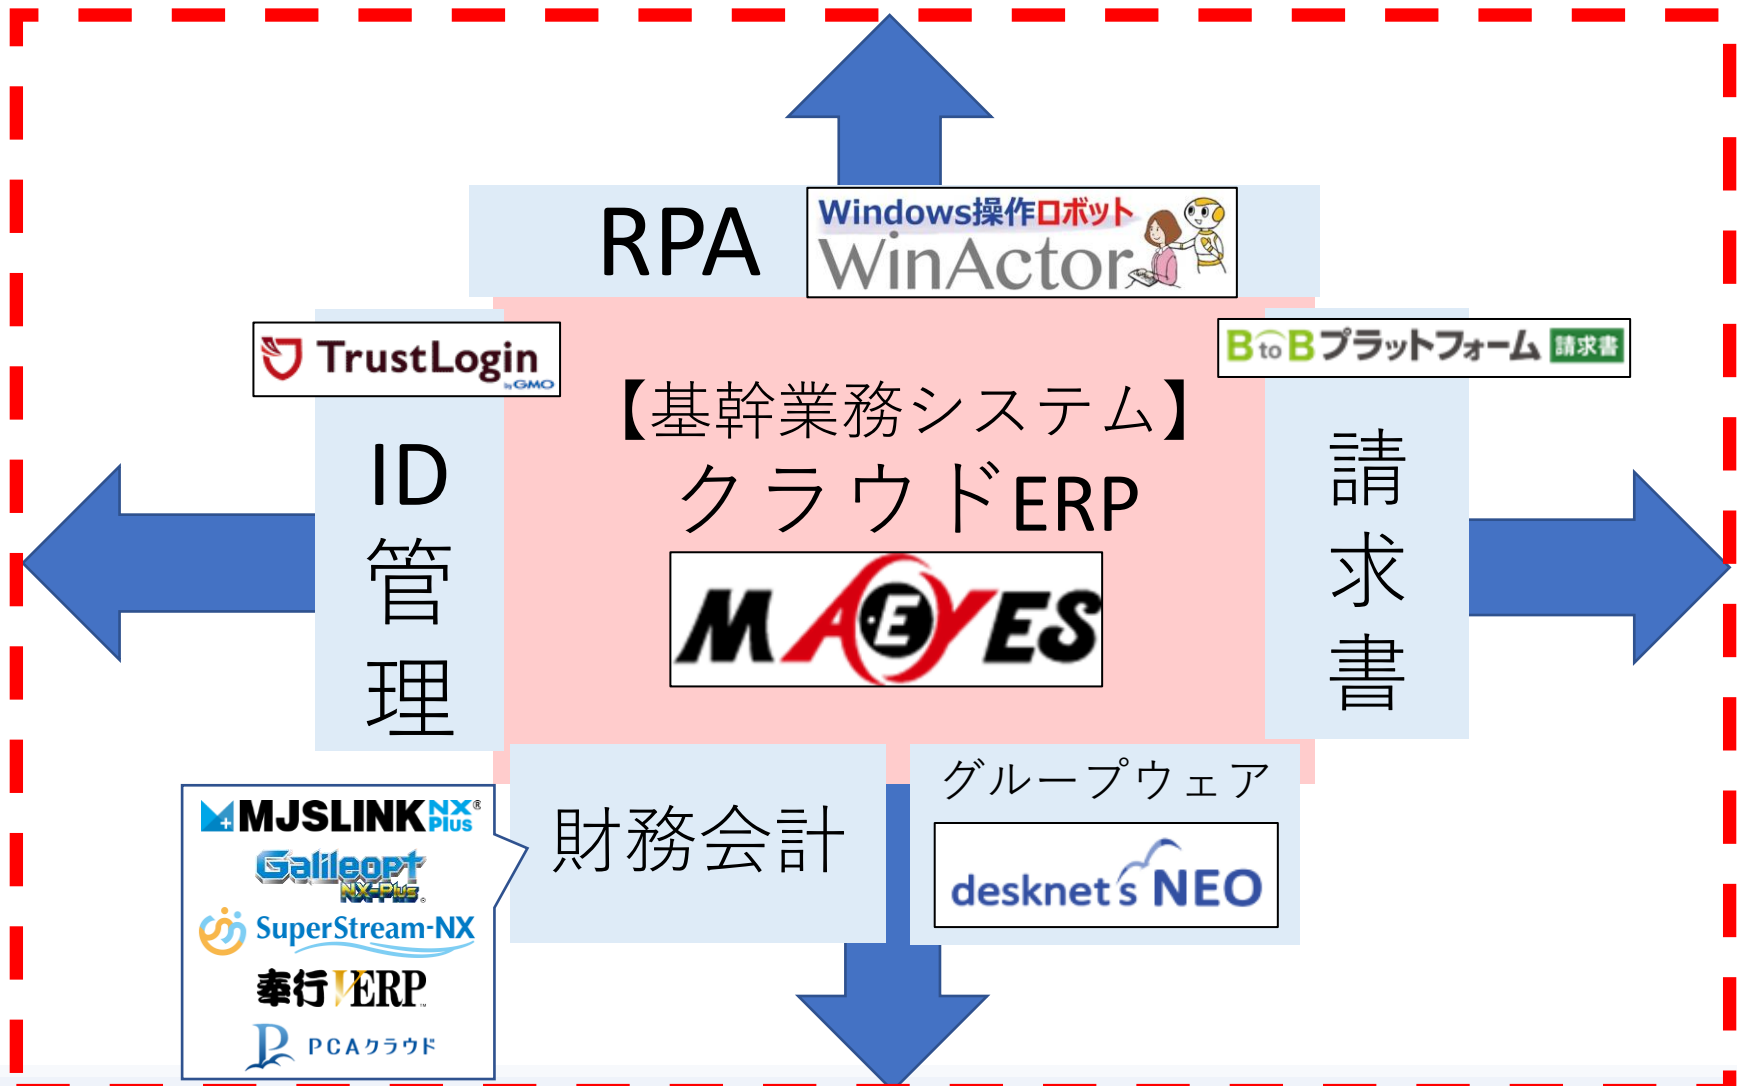 RPA
Windows操作ロボット
WinActor
TrustLogin
by GMO
BtoBプラットフォーム 請求書
【基幹業務システム】
クラウドERP
MA・EYES
ID
管
理
請
求
書
財務会計
グループウェア
desknet's NEO
MJSLINK NX Plus®
Galileopt
NX-Plus®
SuperStream-NX
奉行VERP™
PCAクラウド